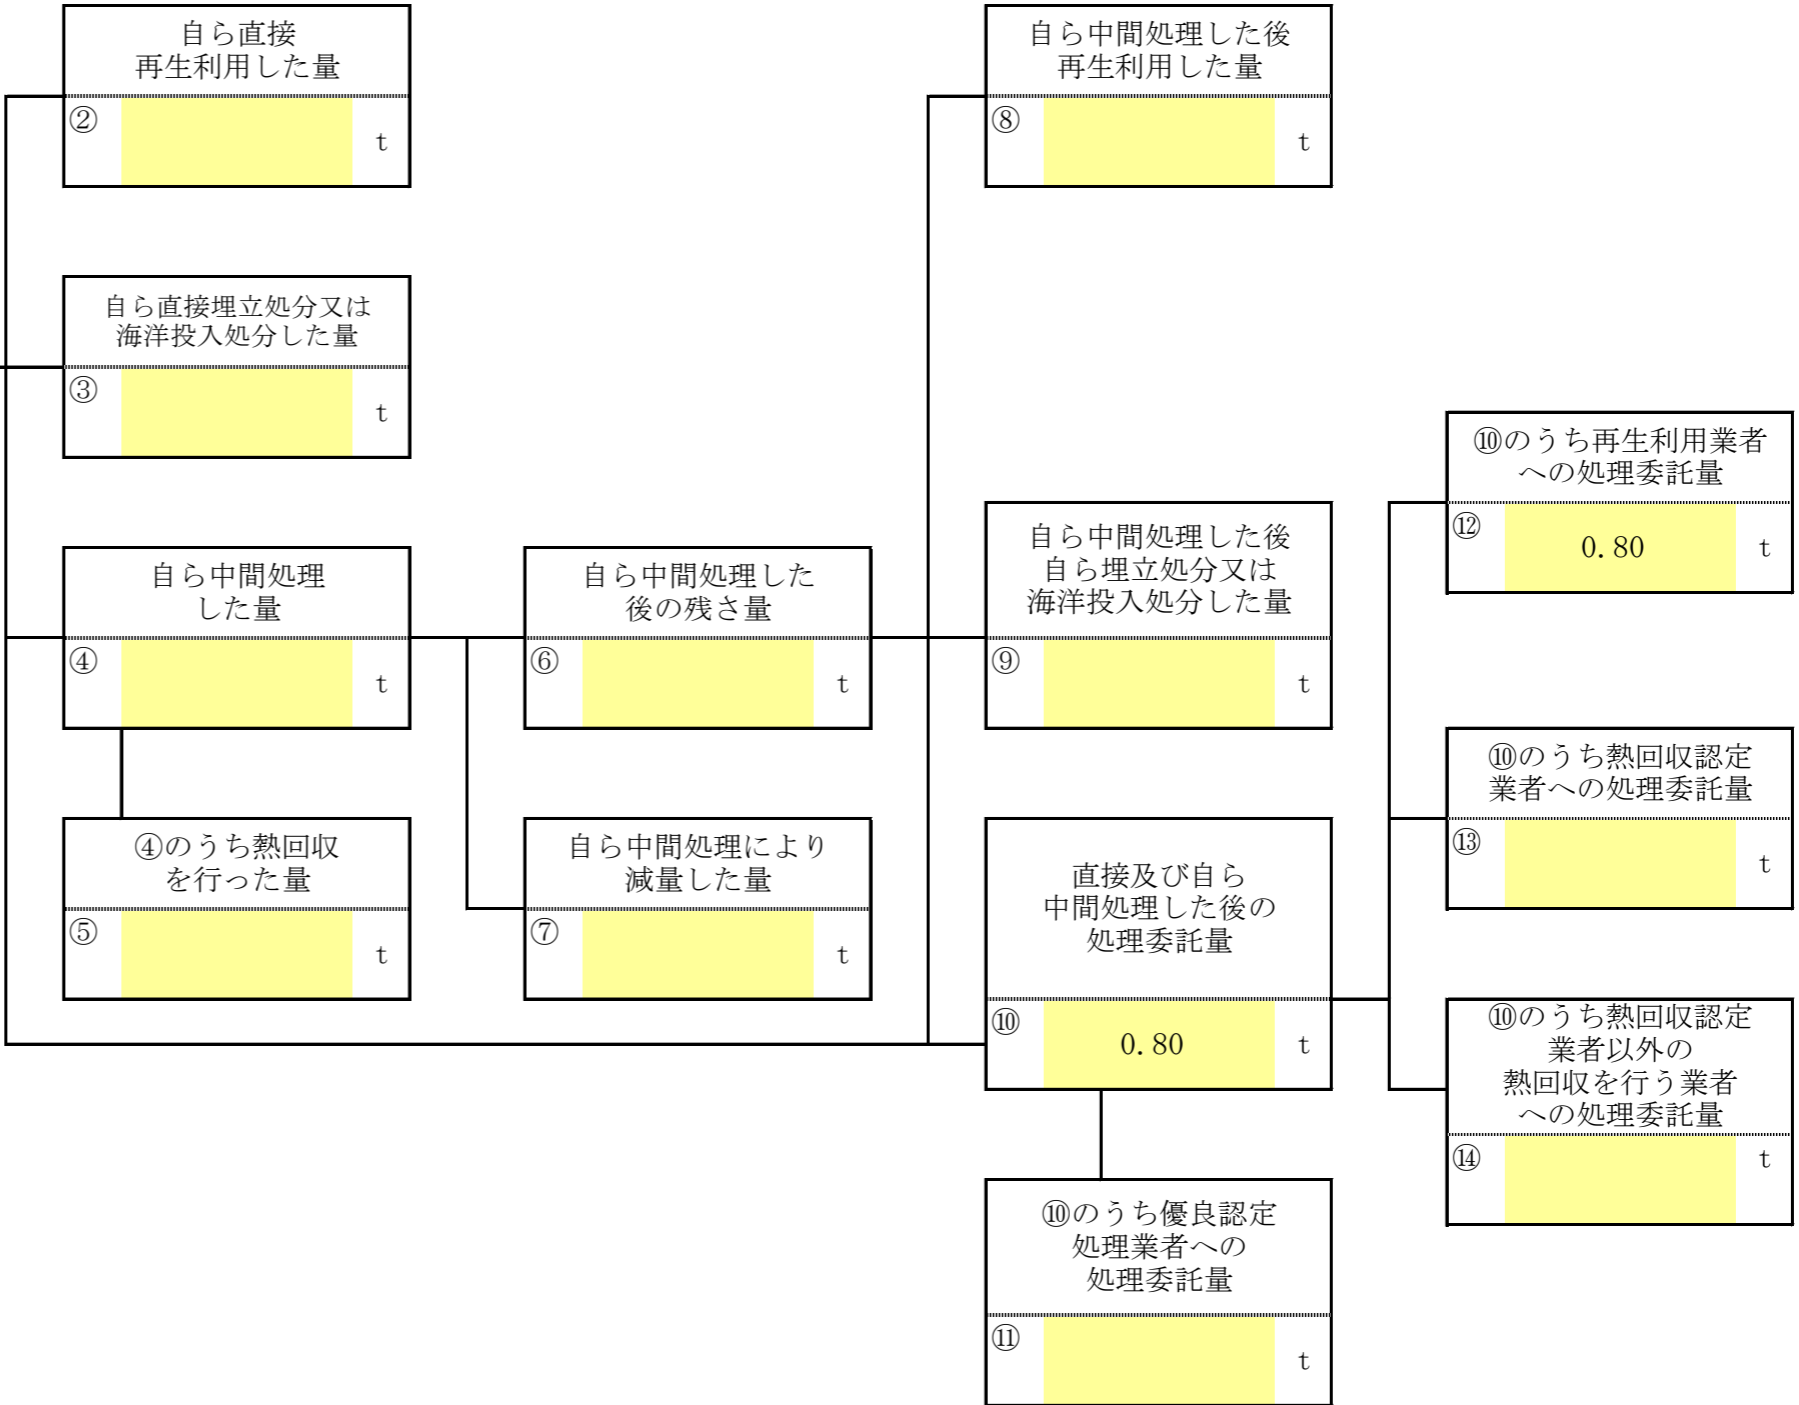 自ら直接
再生利用した量
②
t
自ら中間処理した後
再生利用した量
⑧
t
自ら直接埋立処分又は
海洋投入処分した量
③
t
⑩のうち再生利用業者
への処理委託量
⑫
0.80
t
自ら中間処理
した量
④
t
自ら中間処理した
後の残さ量
⑥
t
自ら中間処理した後
自ら埋立処分又は
海洋投入処分した量
⑨
t
⑩のうち熱回収認定
業者への処理委託量
⑬
t
④のうち熱回収
を行った量
⑤
t
自ら中間処理により
減量した量
⑦
t
直接及び自ら
中間処理した後の
処理委託量
⑩
0.80
t
⑩のうち熱回収認定
業者以外の
熱回収を行う業者
への処理委託量
⑭
t
⑩のうち優良認定
処理業者への
処理委託量
⑪
t